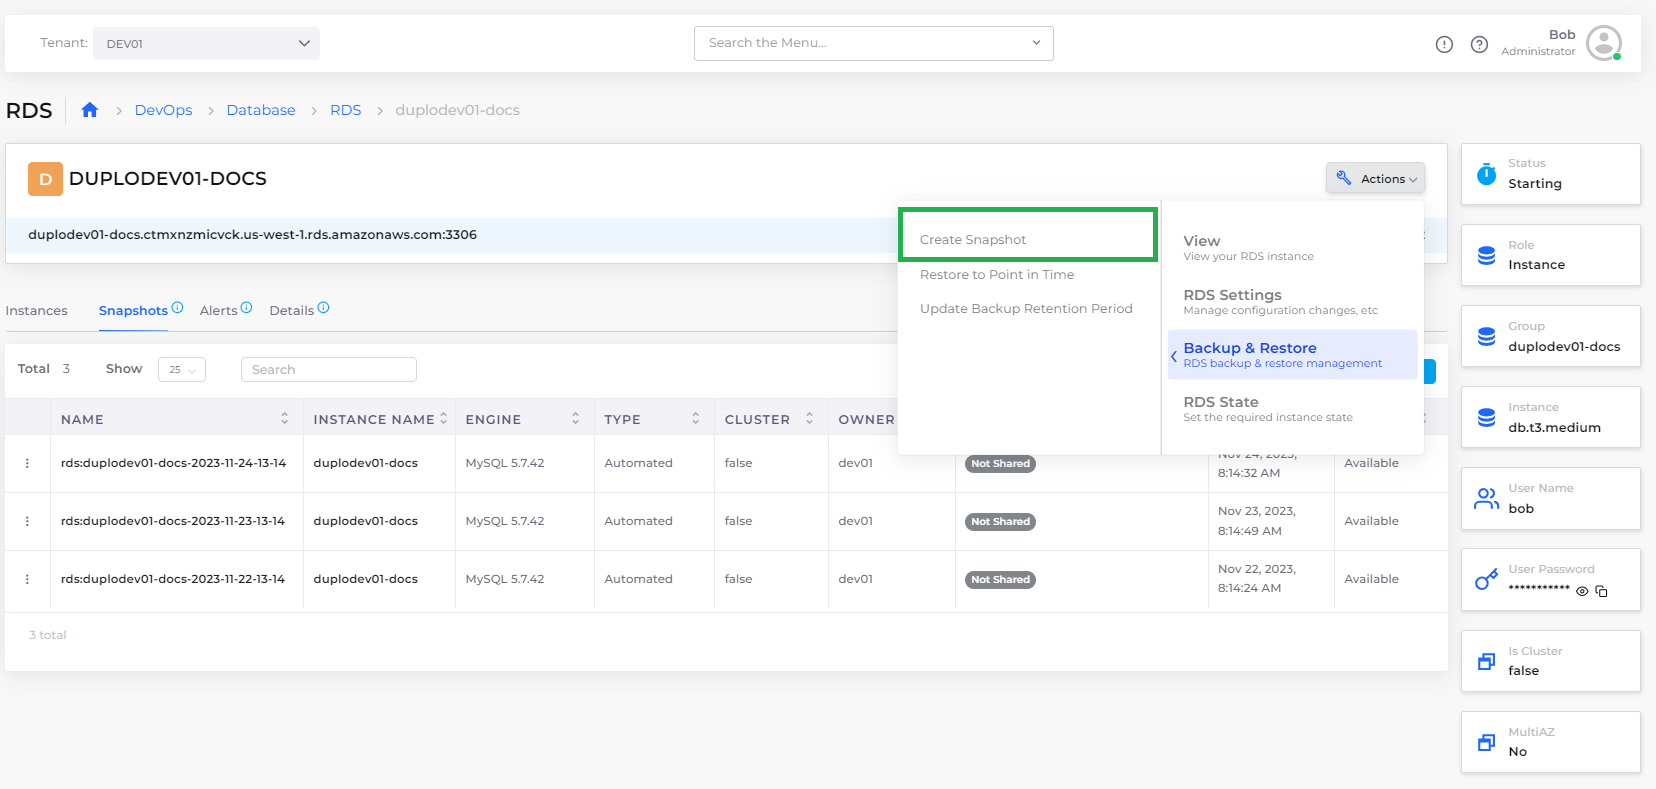 Tenant: DEV01 Search the Menu... Bob
Administrator
RDS DevOps Database RDS duplodev01-docs
D DUPLODEV01-DOCS Actions
duplodev01-docs.ctmxnzmicvck.us-west-1.rds.amazonaws.com:3306
Create Snapshot
Restore to Point in Time
Update Backup Retention Period
View
View your RDS instance
RDS Settings
Manage configuration changes, etc
Backup & Restore
RDS backup & restore management
RDS State
Set the required instance state
Instances Snapshots Alerts Details
Total 3 Show 25 Search
NAME INSTANCE NAME ENGINE TYPE CLUSTER OWNER
rds:duplodev01-docs-2023-11-24-13-14 duplodev01-docs MySQL 5.7.42 Automated false dev01 Not Shared Nov 24, 2023,
8:14:32 AM Available
rds:duplodev01-docs-2023-11-23-13-14 duplodev01-docs MySQL 5.7.42 Automated false dev01 Not Shared Nov 23, 2023,
8:14:49 AM Available
rds:duplodev01-docs-2023-11-22-13-14 duplodev01-docs MySQL 5.7.42 Automated false dev01 Not Shared Nov 22, 2023,
8:14:24 AM Available
3 total
Status
Starting
Role
Instance
Group
duplodev01-docs
Instance
db.t3.medium
User Name
bob
User Password
***********
Is Cluster
false
MultiAZ
No